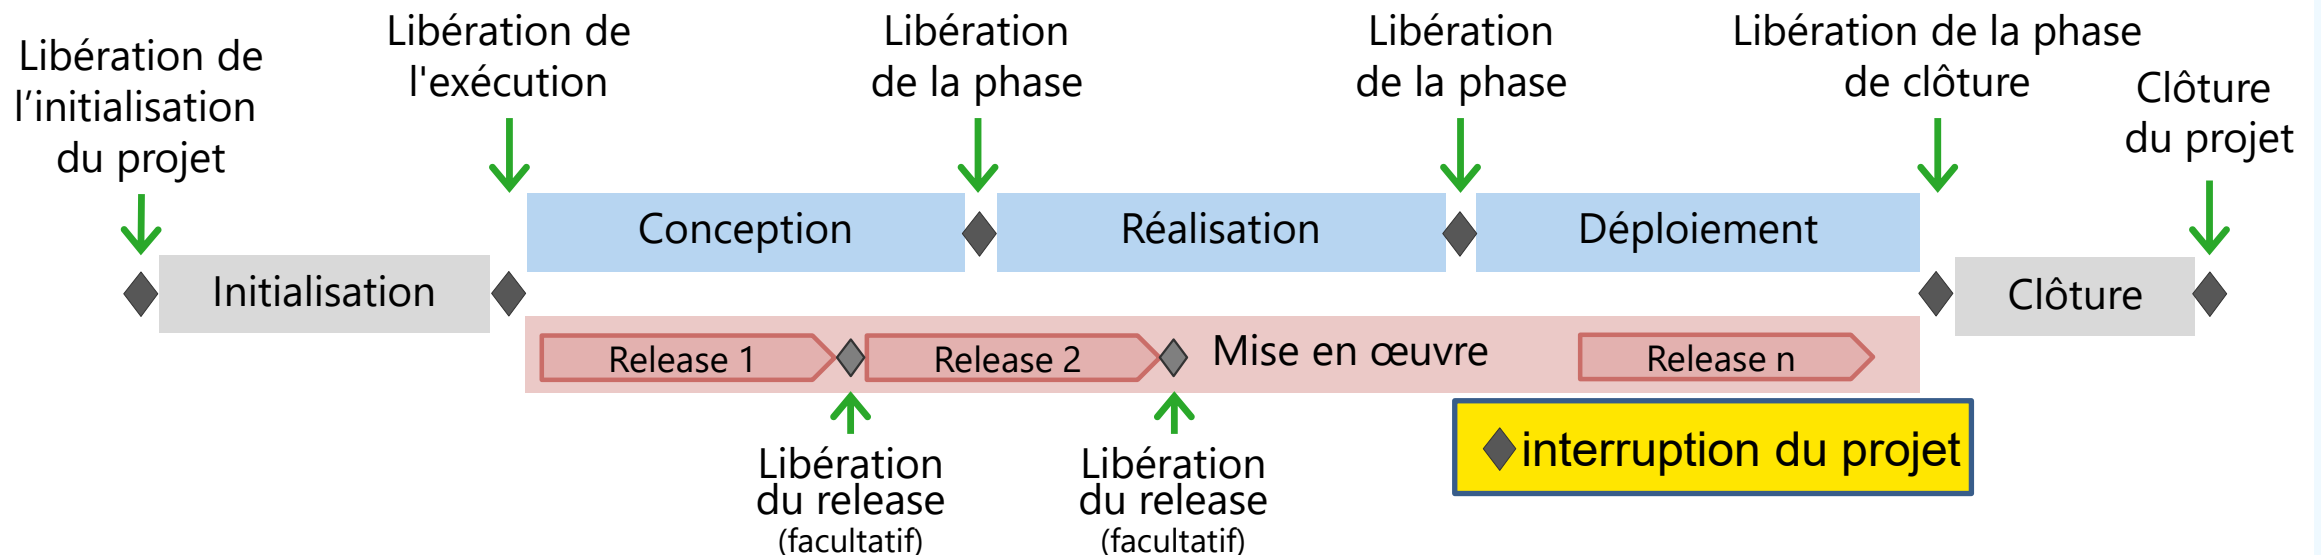 Libération de
l’initialisation
du projet
Libération de
l'exécution
Libération
de la phase
Libération
de la phase
Libération de la phase
de clôture
Clôture
du projet
Conception
Réalisation
Déploiement
Initialisation
Clôture
Release 1
Release 2
Mise en œuvre
Release n
interruption du projet
Libération
du release
(facultatif)
Libération
du release
(facultatif)